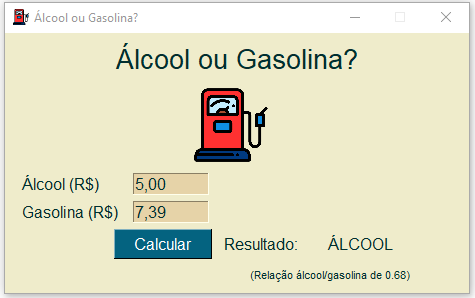 Álcool ou Gasolina?
Álcool ou Gasolina?
Álcool (R$) 5,00
Gasolina (R$) 7,39
Calcular Resultado: ÁLCOOL
(Relação álcool/gasolina de 0.68)